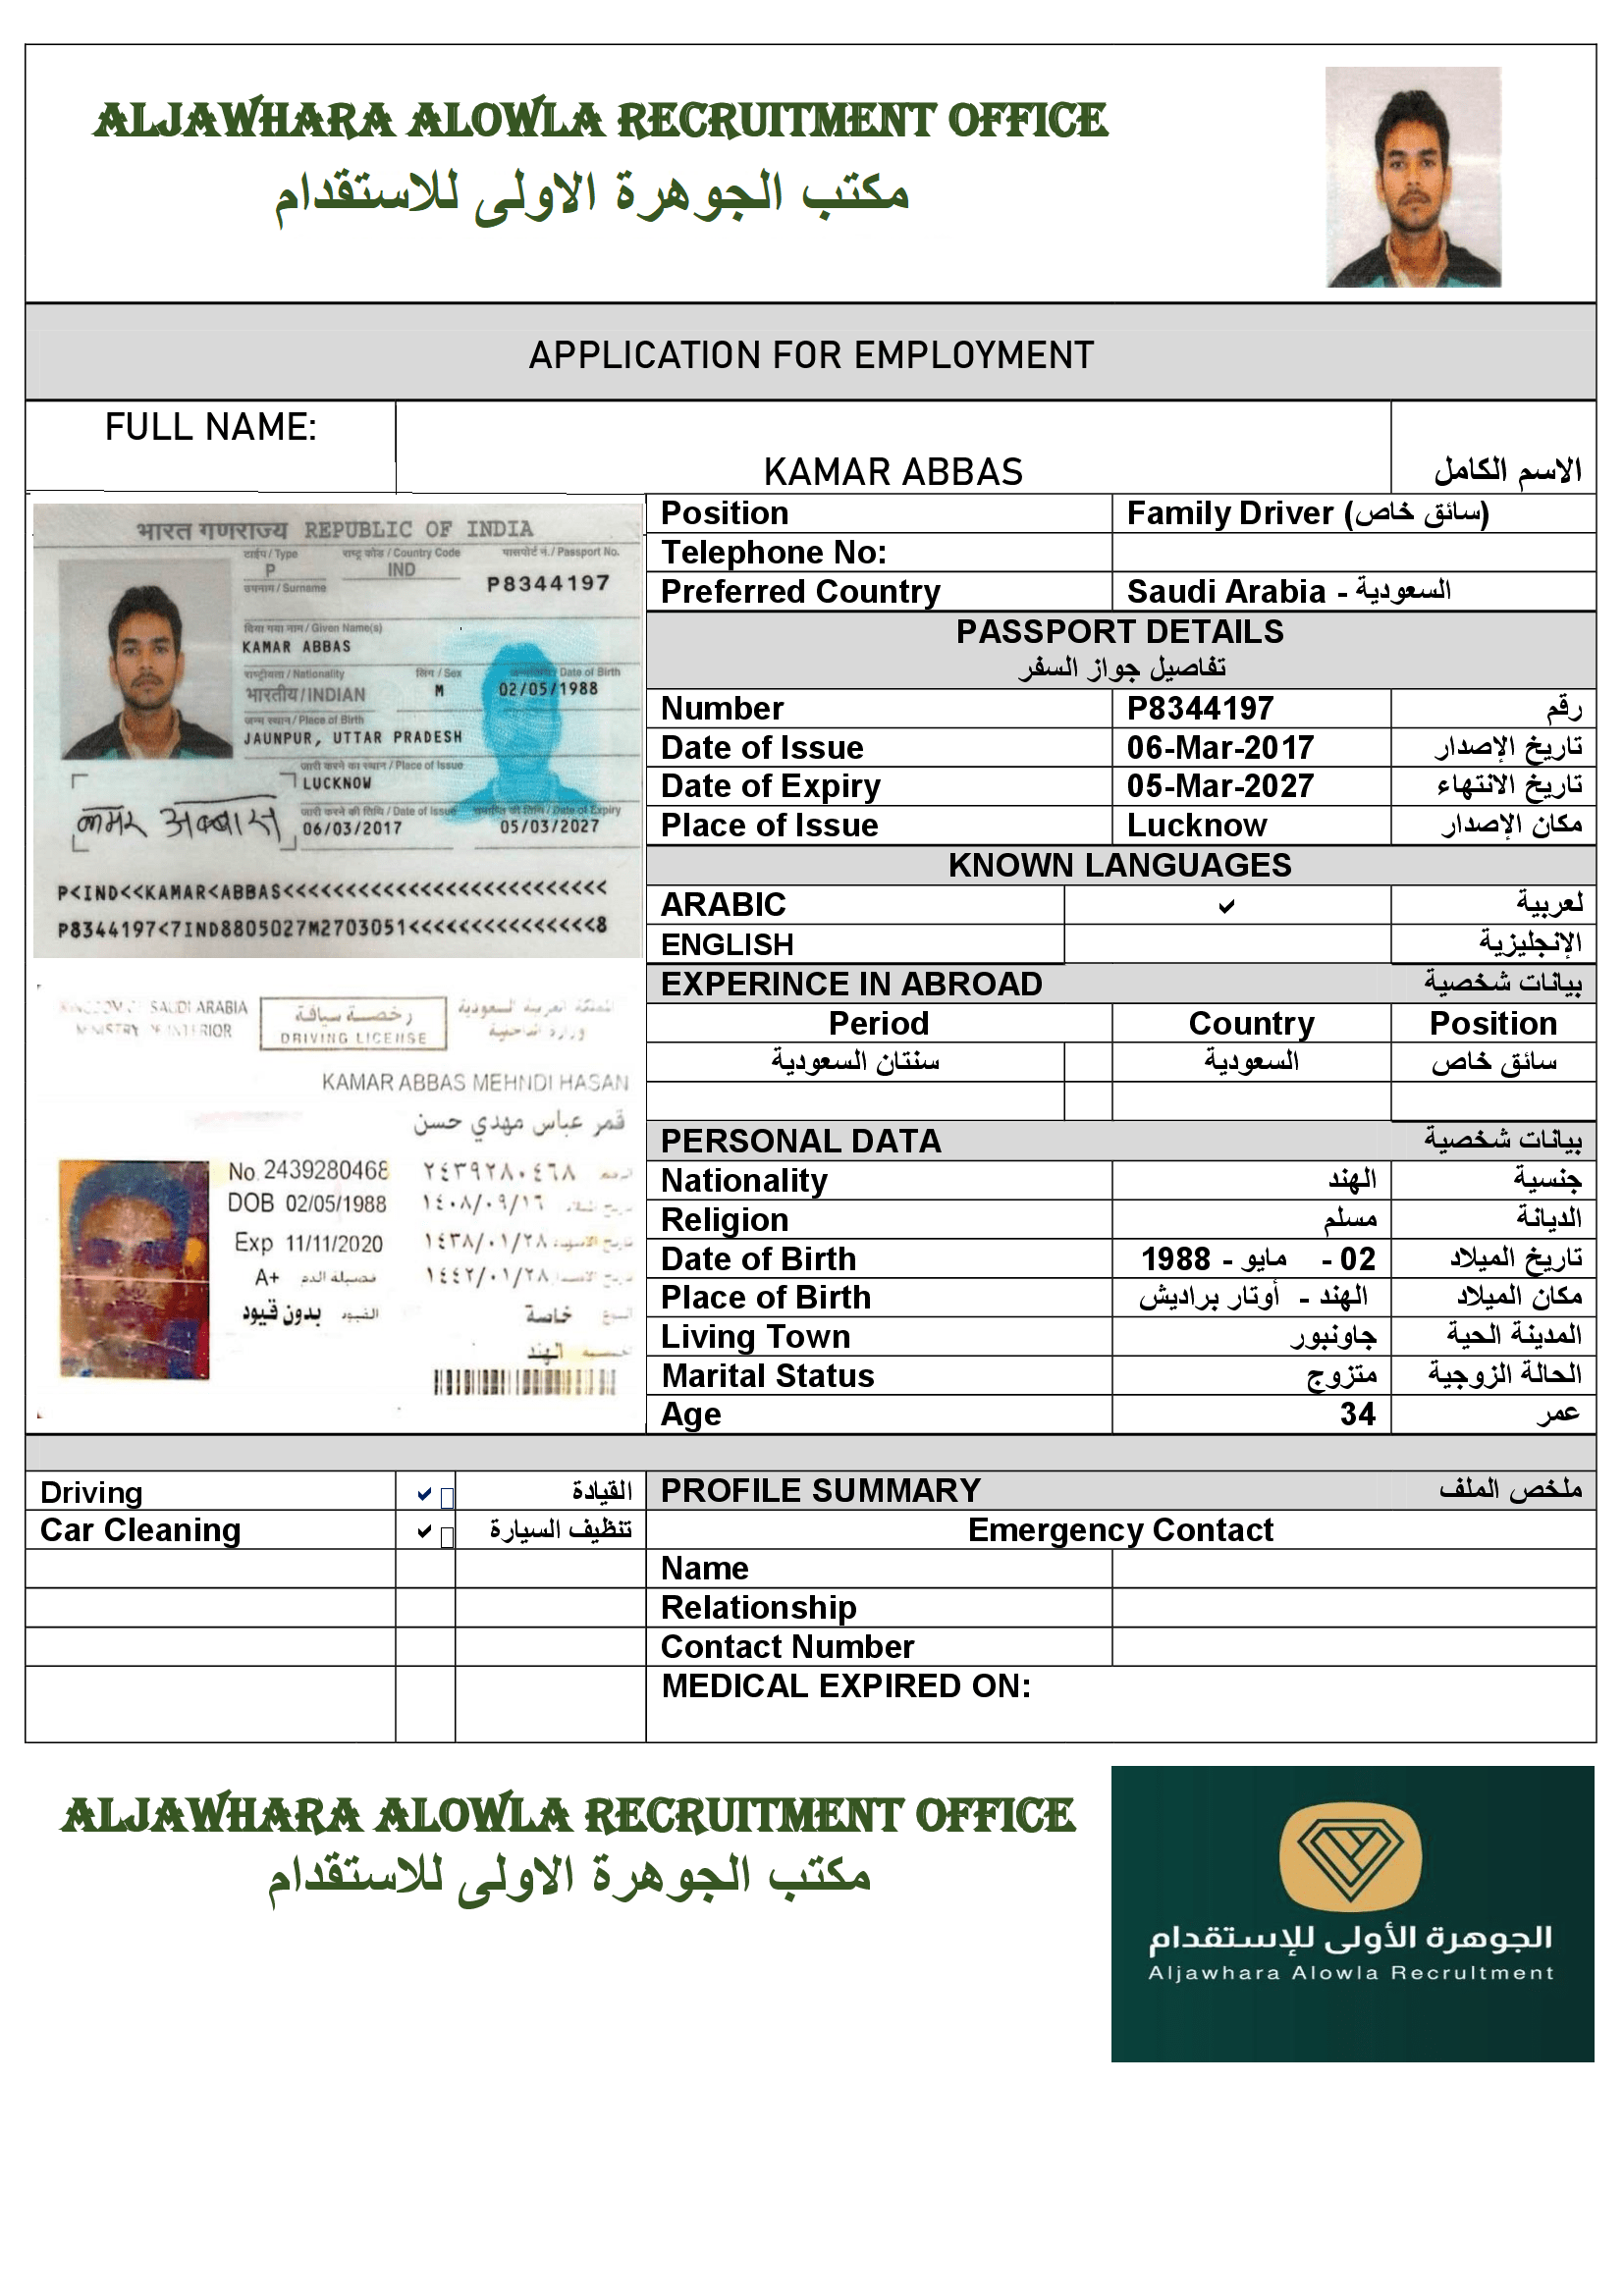 ALJAWHARA ALOWLA RECRUITMENT OFFICE
مكتب الجوهرة الاولى للاستقدام
APPLICATION FOR EMPLOYMENT
FULL NAME:
KAMAR ABBAS
الاسم الكامل
भारत गणराज्य REPUBLIC OF INDIA
टाईप / Type
राष्ट्र कोड / Country Code
पासपोर्ट नं. / Passport No.
P
IND
P8344197
उपनाम / Surname
दिया गया नाम / Given Name(s)
KAMAR ABBAS
राष्ट्रीयता / Nationality
लिंग / Sex
Date of Birth
भारतीय / INDIAN
M
02/05/1988
जन्म स्थान / Place of Birth
JAUNPUR, UTTAR PRADESH
जारी करने का स्थान / Place of Issue
LUCKNOW
जारी करने की तिथि / Date of Issue
समाप्ति की तिथि / Date of Expiry
06/03/2017
05/03/2027
कमर अब्बास
P<IND<<KAMAR<ABBAS<<<<<<<<<<<<<<<<<<<<<<<<<<
P8344197<7IND8805027M2703051<<<<<<<<<<<<<<<8
KINGDOM OF SAUDI ARABIA
MINISTRY OF INTERIOR
رخصة سياقة
DRIVING LICENSE
المملكة العربية السعودية
وزارة الداخلية
KAMAR ABBAS MEHNDI HASAN
قمر عباس مهدي حسن
No. 2439280468
٢٤٣٩٢٨٠٤٦٨
DOB 02/05/1988
١٤٠٨/٠٩/١٦
Exp 11/11/2020
١٤٣٨/٠١/٢٨
A+ فصيلة الدم
١٤٤٢/٠١/٢٨
القيود بدون قيود
النوع خاصة
الهند
Position
Family Driver (سائق خاص)
Telephone No:
Preferred Country
Saudi Arabia - السعودية
PASSPORT DETAILS
تفاصيل جواز السفر
Number
P8344197
رقم
Date of Issue
06-Mar-2017
تاريخ الإصدار
Date of Expiry
05-Mar-2027
تاريخ الانتهاء
Place of Issue
Lucknow
مكان الإصدار
KNOWN LANGUAGES
ARABIC
لعربية
ENGLISH
الإنجليزية
EXPERINCE IN ABROAD
بيانات شخصية
Period
Country
Position
سنتان السعودية
السعودية
سائق خاص
PERSONAL DATA
بيانات شخصية
Nationality
الهند
جنسية
Religion
مسلم
الديانة
Date of Birth
02 - مايو - 1988
تاريخ الميلاد
Place of Birth
الهند - أوتار براديش
مكان الميلاد
Living Town
جاونبور
المدينة الحية
Marital Status
متزوج
الحالة الزوجية
Age
34
عمر
Driving
القيادة
Car Cleaning
تنظيف السيارة
PROFILE SUMMARY
ملخص الملف
Emergency Contact
Name
Relationship
Contact Number
MEDICAL EXPIRED ON:
ALJAWHARA ALOWLA RECRUITMENT OFFICE
مكتب الجوهرة الاولى للاستقدام
الجوهرة الأولى للإستقدام
Aljawhara Alowla Recrultment